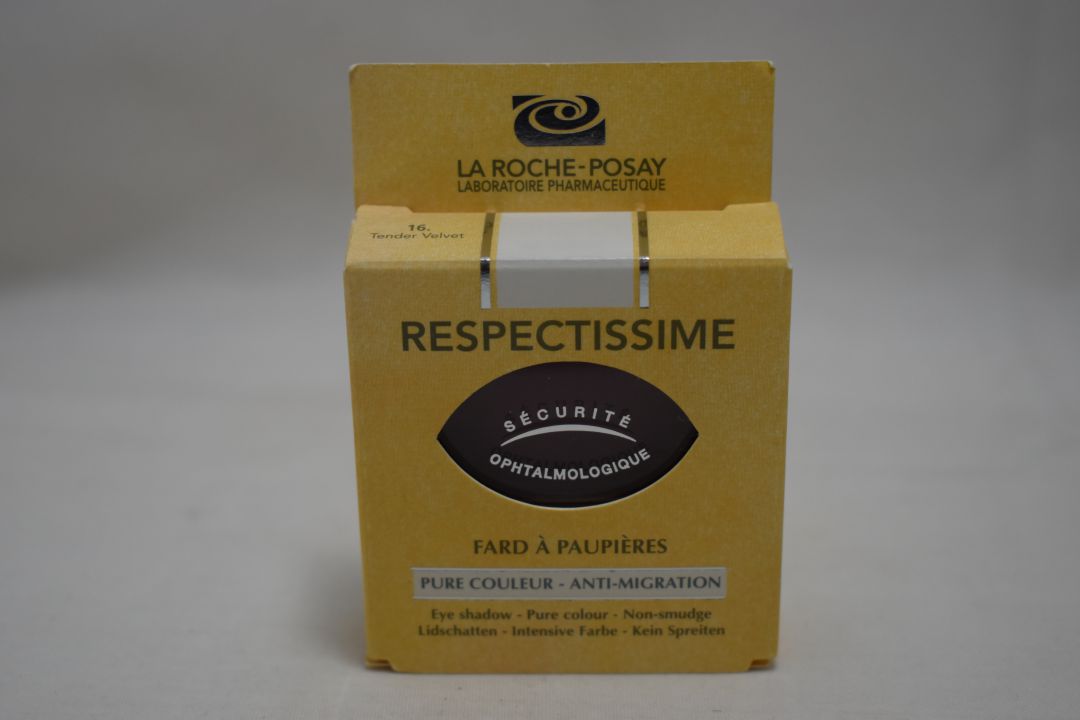 LA ROCHE-POSAY
LABORATOIRE PHARMACEUTIQUE
16.
Tender Velvet
RESPECTISSIME
SÉCURITÉ
OPHTALMOLOGIQUE
FARD À PAUPIÈRES
PURE COULEUR - ANTI-MIGRATION
Eye shadow - Pure colour - Non-smudge
Lidschatten - Intensive Farbe - Kein Spreiten